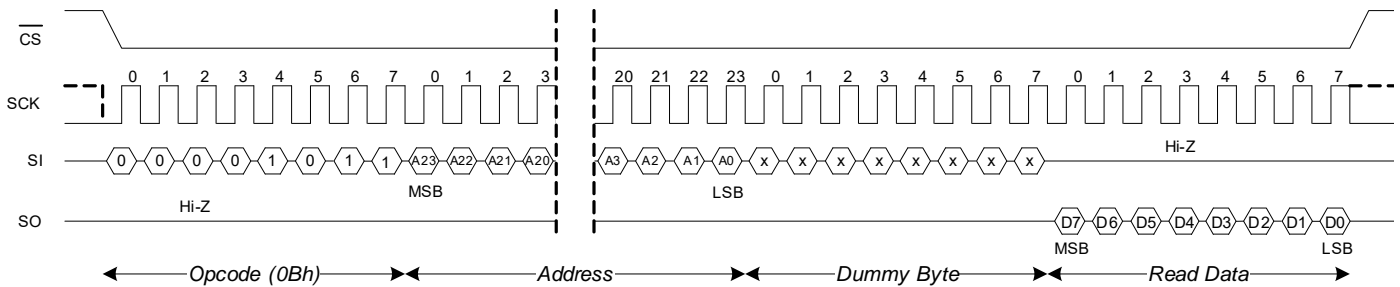 CS
0 1 2 3 4 5 6 7 0 1 2 3 20 21 22 23 0 1 2 3 4 5 6 7 0 1 2 3 4 5 6 7
SCK
Hi-Z
SI 0 0 0 0 1 0 1 1 A23 A22 A21 A20 A3 A2 A1 A0 x x x x x x x x
MSB LSB
Hi-Z
SO D7 D6 D5 D4 D3 D2 D1 D0
MSB LSB
Opcode (0Bh) Address Dummy Byte Read Data